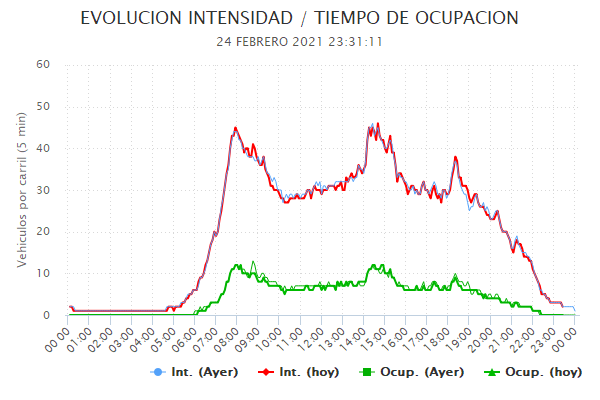 EVOLUCION INTENSIDAD / TIEMPO DE OCUPACION
24 FEBRERO 2021 23:31:11
Vehiculos por carril (5 min)
60
50
40
30
20
10
0
00:00 01:00 02:00 03:00 04:00 05:00 06:00 07:00 08:00 09:00 10:00 11:00 12:00 13:00 14:00 15:00 16:00 17:00 18:00 19:00 20:00 21:00 22:00 23:00 00:00
Int. (Ayer) Int. (hoy) Ocup. (Ayer) Ocup. (hoy)